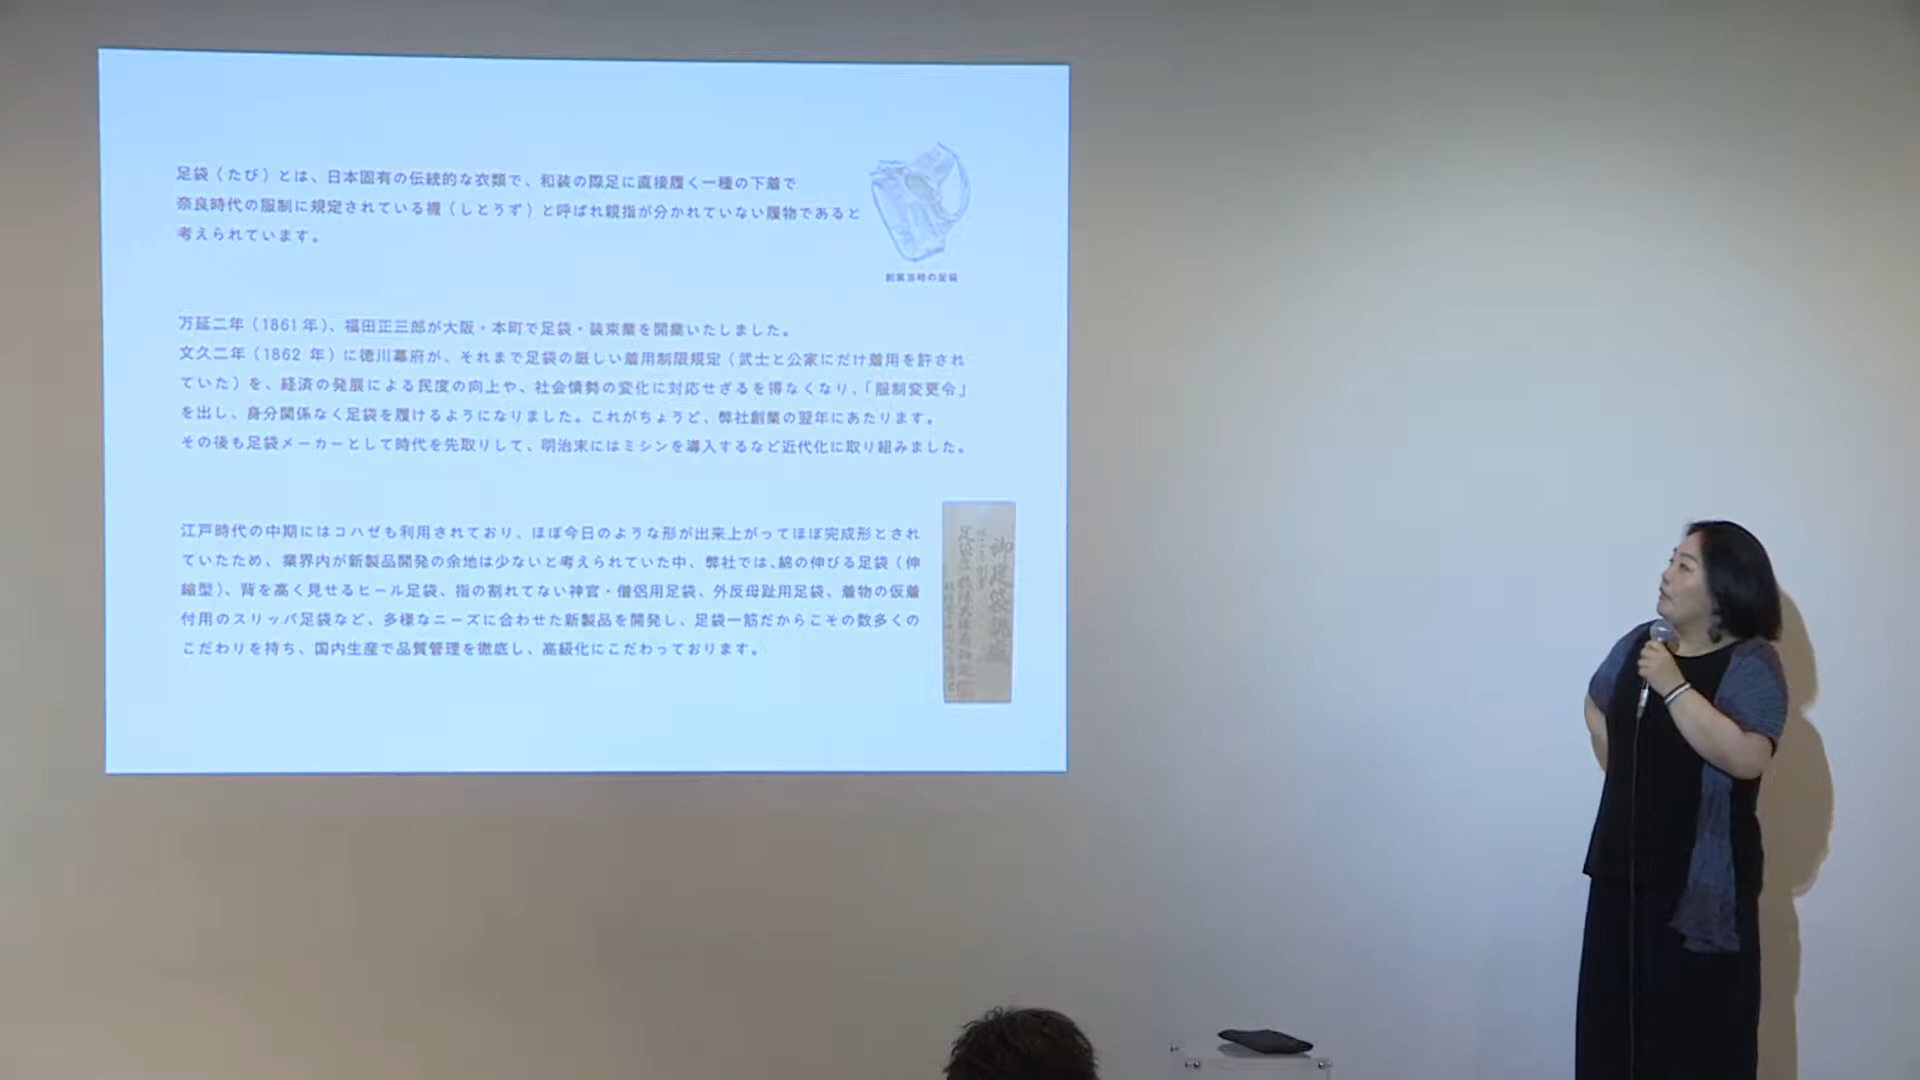 足袋（たび）とは、日本固有の伝統的な衣類で、和装の際足に直接履く一種の下着で
奈良時代の服制に規定されている襪（しとうず）と呼ばれ親指が分かれていない履物であると
考えられています。
創業当時の足袋
万延二年（1861年）、福田正三郎が大阪・本町で足袋・装束業を開業いたしました。
文久二年（1862 年）に徳川幕府が、それまで足袋の厳しい着用制限規定（武士と公家にだけ着用を許され
ていた）を、経済の発展による民度の向上や、社会情勢の変化に対応せざるを得なくなり、「服制変更令」
を出し、身分関係なく足袋を履けるようになりました。これがちょうど、弊社創業の翌年にあたります。
その後も足袋メーカーとして時代を先取りして、明治末にはミシンを導入するなど近代化に取り組みました。
江戸時代の中期にはコハゼも利用されており、ほぼ今日のような形が出来上がってほぼ完成形とされ
ていたため、業界内が新製品開発の余地は少ないと考えられていた中、弊社では、綿の伸びる足袋（伸
縮型）、背を高く見せるヒール足袋、指の割れてない神官・僧侶用足袋、外反母趾用足袋、着物の仮着
付用のスリッパ足袋など、多様なニーズに合わせた新製品を開発し、足袋一筋だからこその数多くの
こだわりを持ち、国内生産で品質管理を徹底し、高級化にこだわっております。
御足袋